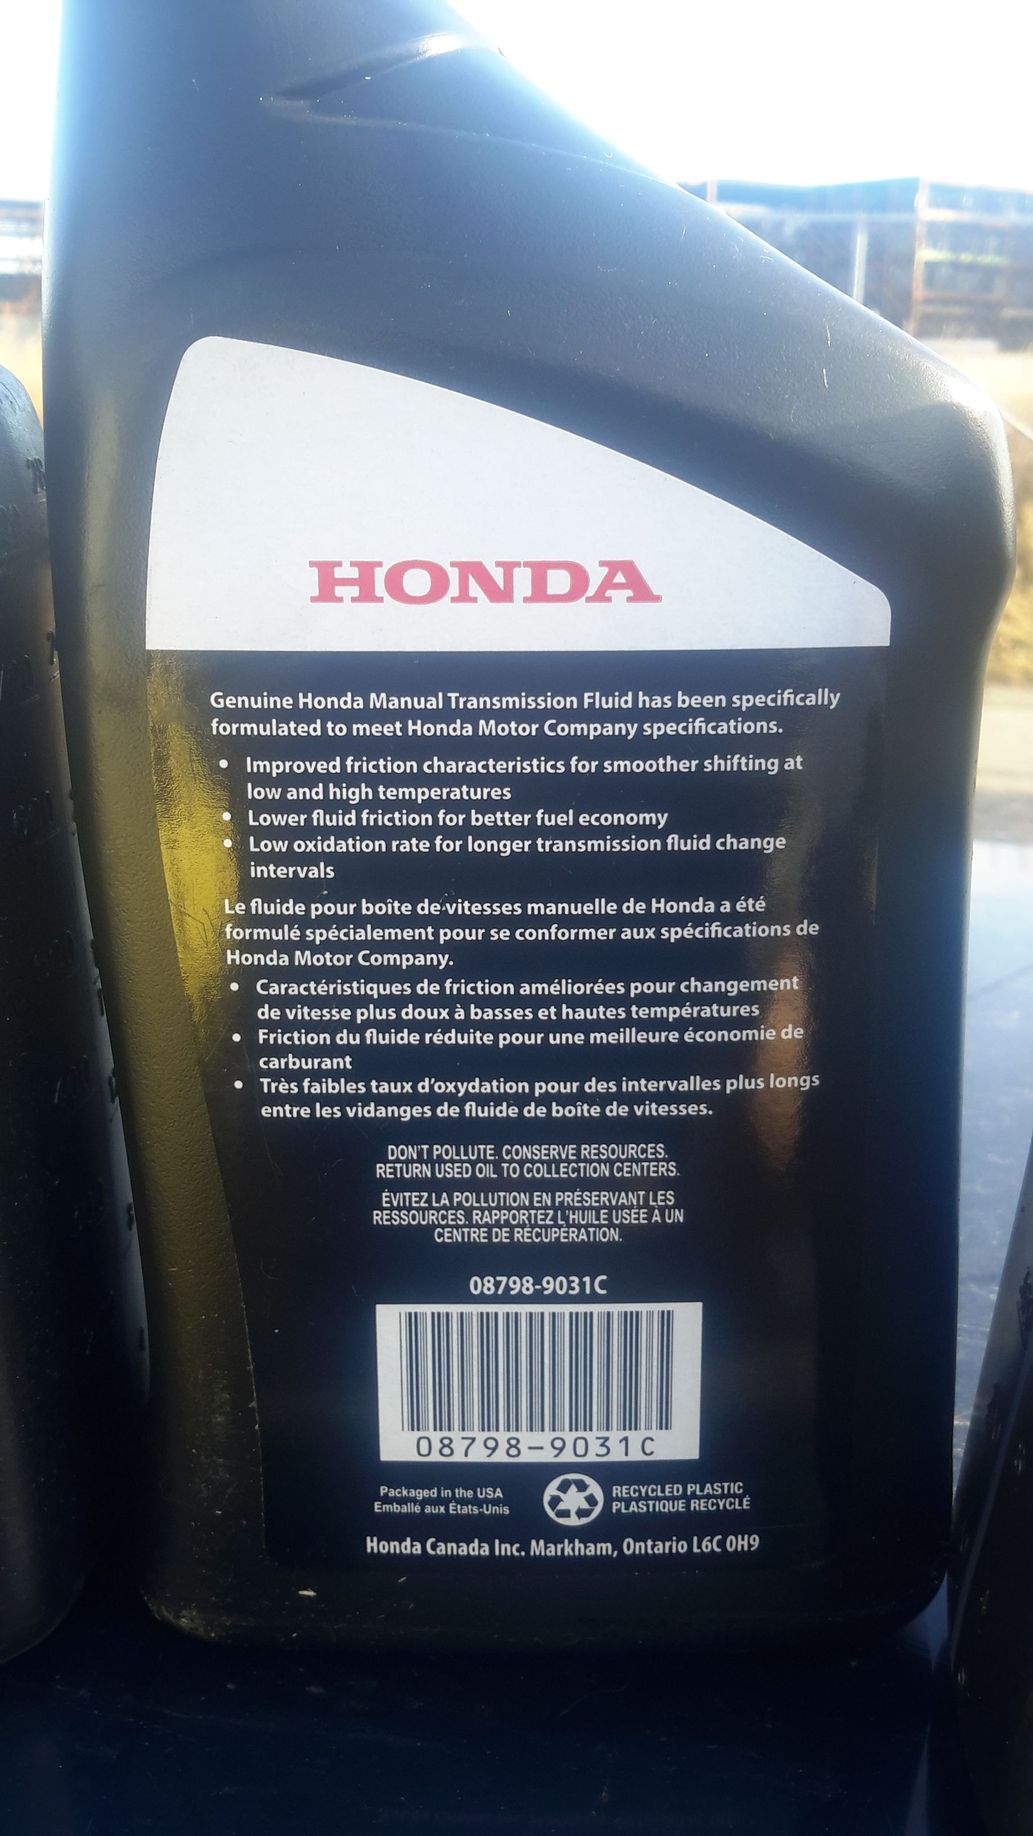 HONDA
Genuine Honda Manual Transmission Fluid has been specifically
formulated to meet Honda Motor Company specifications.
• Improved friction characteristics for smoother shifting at
low and high temperatures
• Lower fluid friction for better fuel economy
• Low oxidation rate for longer transmission fluid change
intervals
Le fluide pour boîte de vitesses manuelle de Honda a été
formulé spécialement pour se conformer aux spécifications de
Honda Motor Company.
• Caractéristiques de friction améliorées pour changement
de vitesse plus doux à basses et hautes températures
• Friction du fluide réduite pour une meilleure économie de
carburant
• Très faibles taux d'oxydation pour des intervalles plus longs
entre les vidanges de fluide de boîte de vitesses.
DON'T POLLUTE. CONSERVE RESOURCES.
RETURN USED OIL TO COLLECTION CENTERS.
ÉVITEZ LA POLLUTION EN PRÉSERVANT LES
RESSOURCES. RAPPORTEZ L'HUILE USÉE À UN
CENTRE DE RÉCUPÉRATION.
08798-9031C
08798-9031C
Packaged in the USA
Emballé aux États-Unis
RECYCLED PLASTIC
PLASTIQUE RECYCLÉ
Honda Canada Inc. Markham, Ontario L6C 0H9